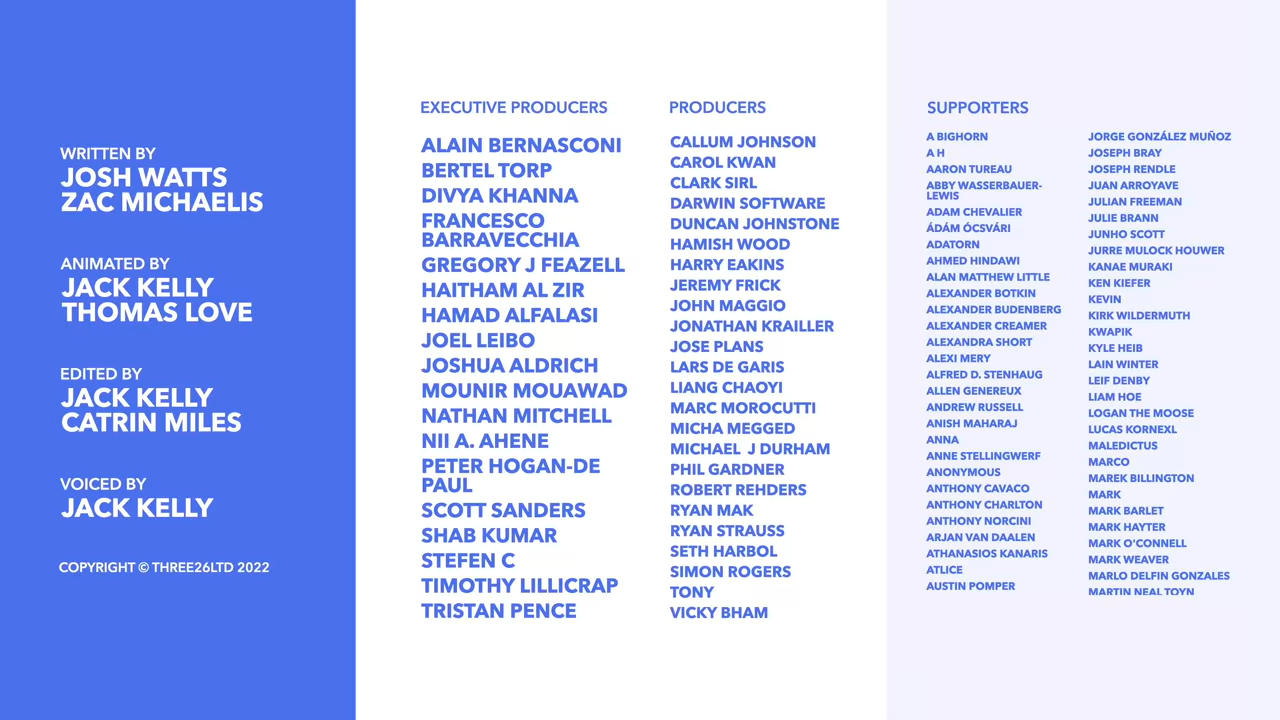 WRITTEN BY
JOSH WATTS
ZAC MICHAELIS
ANIMATED BY
JACK KELLY
THOMAS LOVE
EDITED BY
JACK KELLY
CATRIN MILES
VOICED BY
JACK KELLY
COPYRIGHT © THREE26LTD 2022
EXECUTIVE PRODUCERS
ALAIN BERNASCONI
BERTEL TORP
DIVYA KHANNA
FRANCESCO
BARRAVECCHIA
GREGORY J FEAZELL
HAITHAM AL ZIR
HAMAD ALFALASI
JOEL LEIBO
JOSHUA ALDRICH
MOUNIR MOUAWAD
NATHAN MITCHELL
NII A. AHENE
PETER HOGAN-DE
PAUL
SCOTT SANDERS
SHAB KUMAR
STEFEN C
TIMOTHY LILLICRAP
TRISTAN PENCE
PRODUCERS
CALLUM JOHNSON
CAROL KWAN
CLARK SIRL
DARWIN SOFTWARE
DUNCAN JOHNSTONE
HAMISH WOOD
HARRY EAKINS
JEREMY FRICK
JOHN MAGGIO
JONATHAN KRAILLER
JOSE PLANS
LARS DE GARIS
LIANG CHAOYI
MARC MOROCUTTI
MICHA MEGGED
MICHAEL  J DURHAM
PHIL GARDNER
ROBERT REHDERS
RYAN MAK
RYAN STRAUSS
SETH HARBOL
SIMON ROGERS
TONY
VICKY BHAM
SUPPORTERS
A BIGHORN
A H
AARON TUREAU
ABBY WASSERBAUER-
LEWIS
ADAM CHEVALIER
ÁDÁM ÓCSVÁRI
ADATORN
AHMED HINDAWI
ALAN MATTHEW LITTLE
ALEXANDER BOTKIN
ALEXANDER BUDENBERG
ALEXANDER CREAMER
ALEXANDRA SHORT
ALEXI MERY
ALFRED D. STENHAUG
ALLEN GENEREUX
ANDREW RUSSELL
ANISH MAHARAJ
ANNA
ANNE STELLINGWERF
ANONYMOUS
ANTHONY CAVACO
ANTHONY CHARLTON
ANTHONY NORCINI
ARJAN VAN DAALEN
ATHANASIOS KANARIS
ATLICE
AUSTIN POMPER
JORGE GONZÁLEZ MUÑOZ
JOSEPH BRAY
JOSEPH RENDLE
JUAN ARROYAVE
JULIAN FREEMAN
JULIE BRANN
JUNHO SCOTT
JURRE MULOCK HOUWER
KANAE MURAKI
KEN KIEFER
KEVIN
KIRK WILDERMUTH
KWAPIK
KYLE HEIB
LAIN WINTER
LEIF DENBY
LIAM HOE
LOGAN THE MOOSE
LUCAS KORNEXL
MALEDICTUS
MARCO
MAREK BILLINGTON
MARK
MARK BARLET
MARK HAYTER
MARK O'CONNELL
MARK WEAVER
MARLO DELFIN GONZALES
MARTIN NEAL TOYN